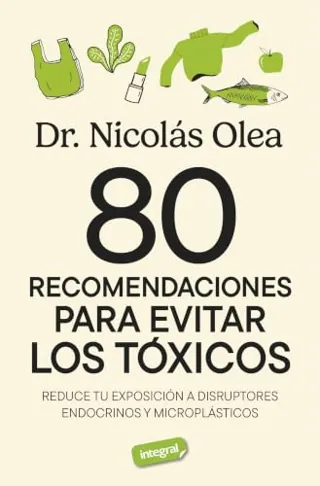 Dr. Nicolás Olea
80
RECOMENDACIONES
PARA EVITAR
LOS TÓXICOS
REDUCE TU EXPOSICIÓN A DISRUPTORES
ENDOCRINOS Y MICROPLÁSTICOS
integral